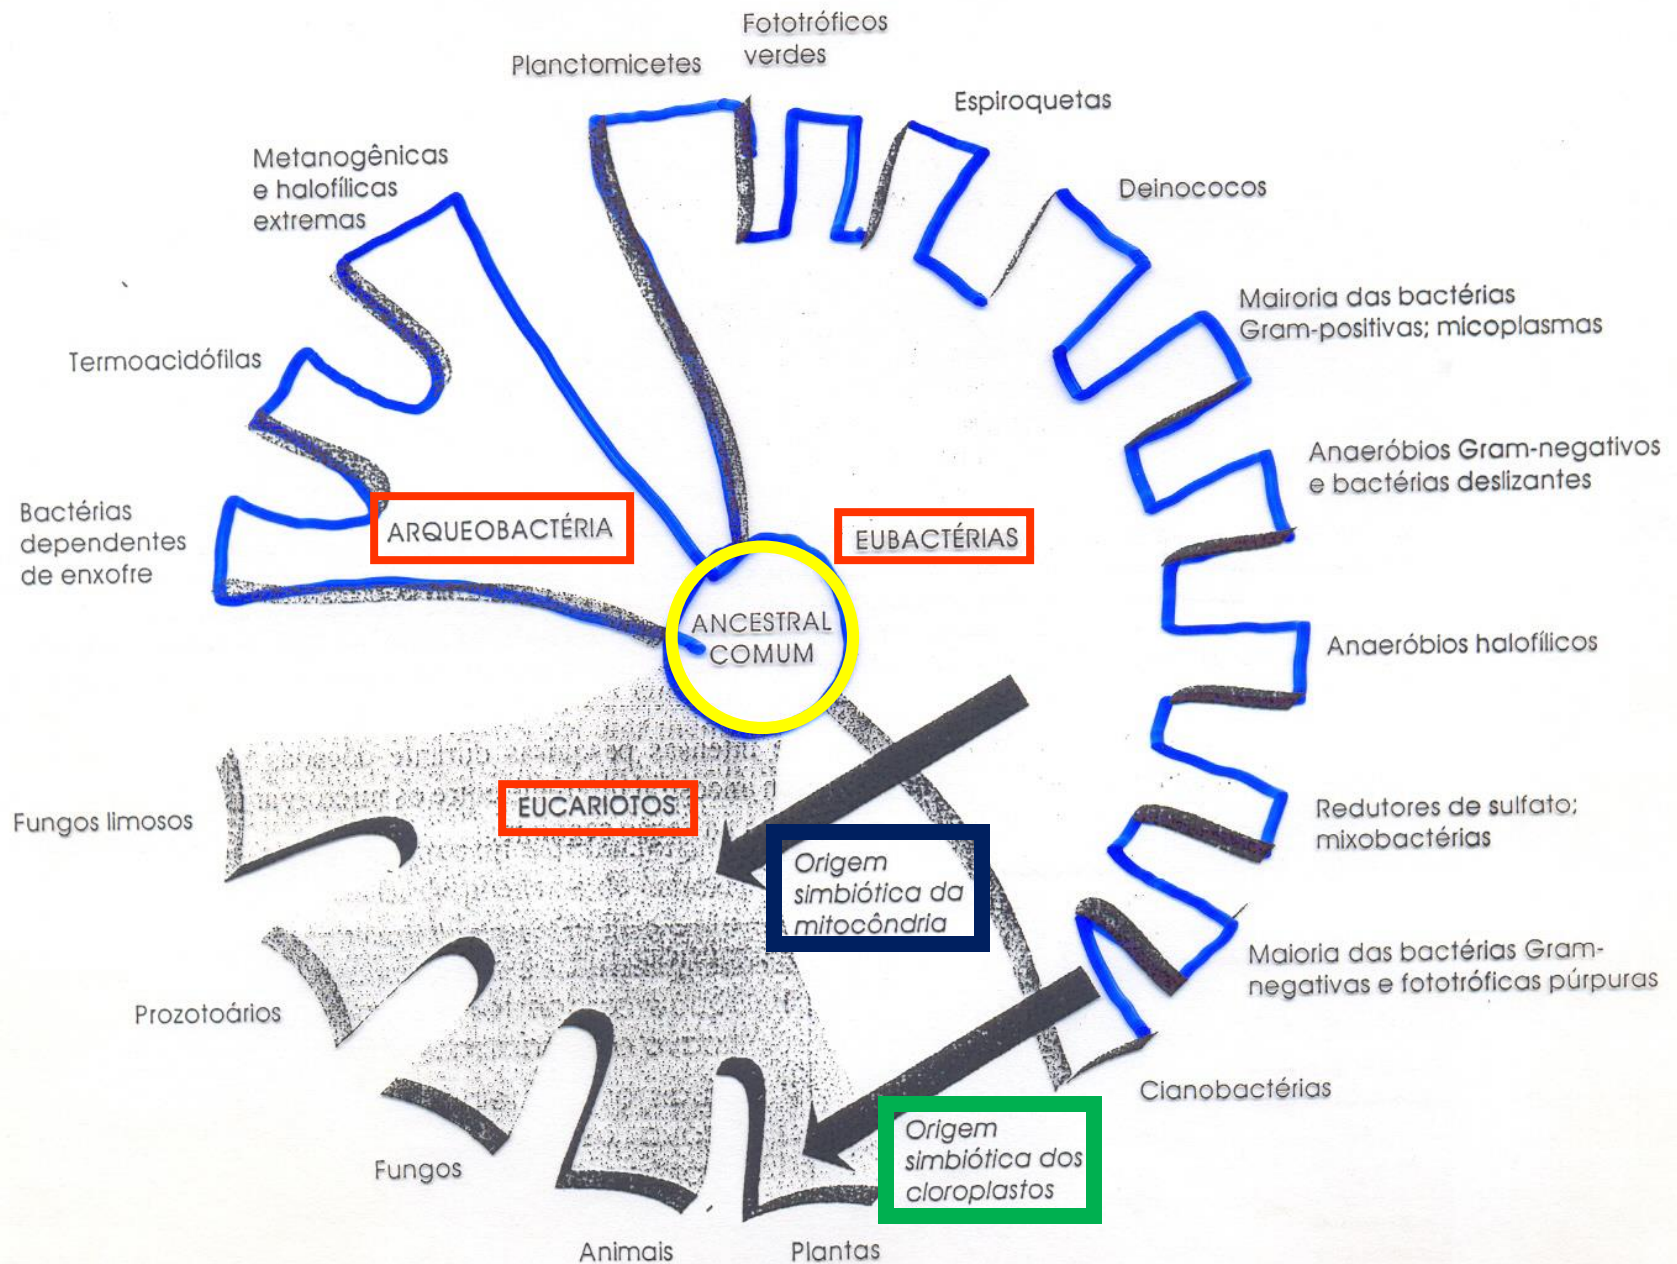 Fototróficos
verdes
Planctomicetes
Espiroquetas
Metanogênicas
e halofílicas
extremas
Deinococos
Mairoria das bactérias
Gram-positivas; micoplasmas
Termoacidófilas
Anaeróbios Gram-negativos
e bactérias deslizantes
Bactérias
dependentes
de enxofre
ARQUEOBACTÉRIA
EUBACTÉRIAS
ANCESTRAL
COMUM
Anaeróbios halofílicos
EUCARIOTOS
Fungos limosos
Redutores de sulfato;
mixobactérias
Origem
simbiótica da
mitocôndria
Maioria das bactérias Gram-
negativas e fototróficas púrpuras
Prozotoários
Cianobactérias
Origem
simbiótica dos
cloroplastos
Fungos
Animais
Plantas